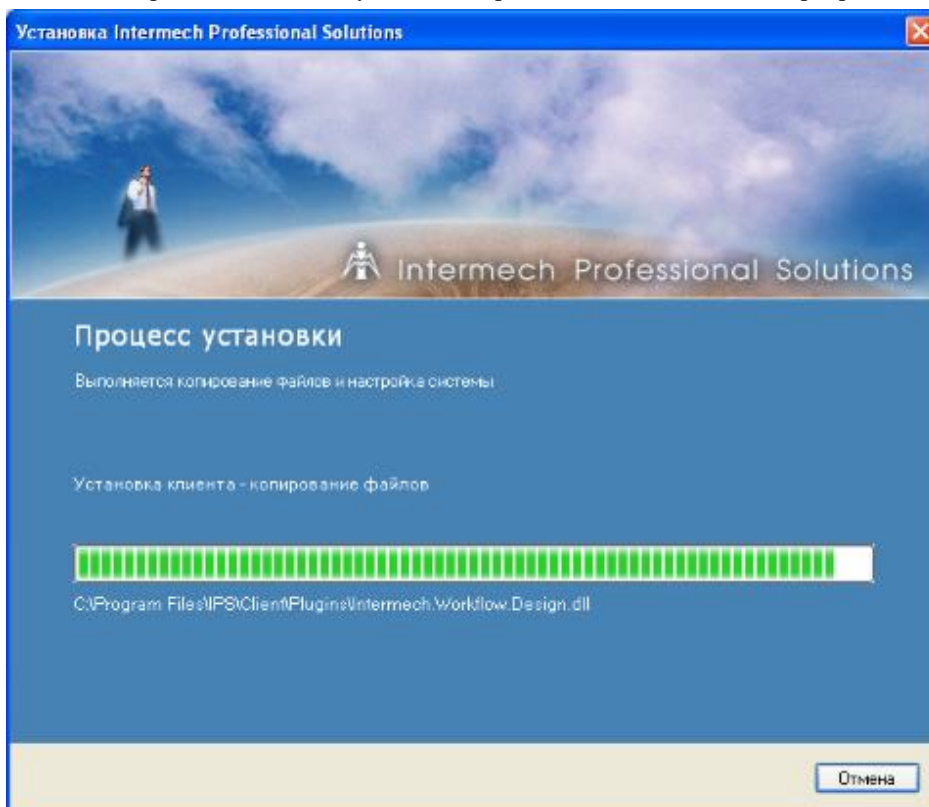 Установка Intermech Professional Solutions
Intermech Professional Solutions
Процесс установки
Выполняется копирование файлов и настройка системы
Установка клиента - копирование файлов
C:\Program Files\IPS\Client\Plugins\Intermech.Workflow.Design.dll
Отмена